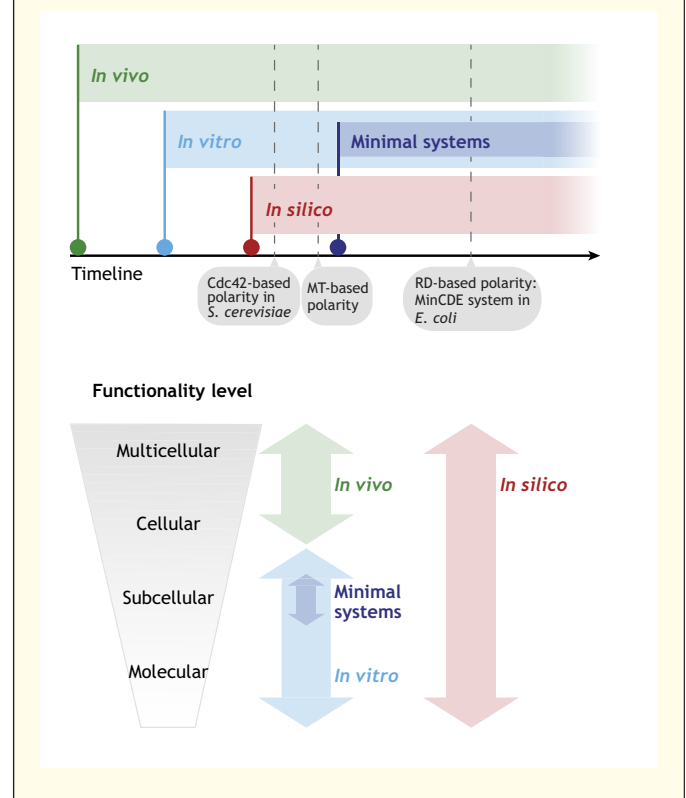 In vivo
In vitro
Minimal systems
In silico
Timeline
Cdc42-based
polarity in
S. cerevisiae
MT-based
polarity
RD-based polarity:
MinCDE system in
E. coli
Functionality level
Multicellular
Cellular
Subcellular
Molecular
In vivo
Minimal
systems
In vitro
In silico